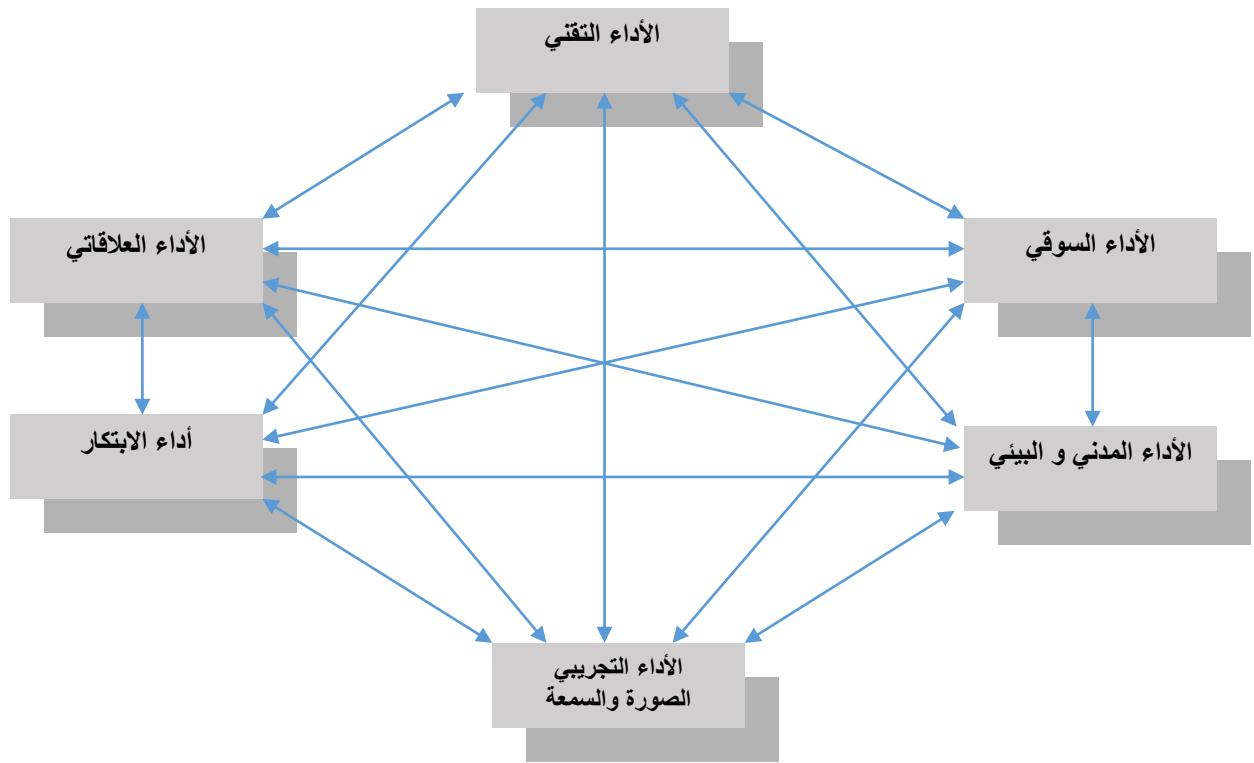 الأداء التقني
الأداء العلاقاتي
الأداء السوقي
أداء الابتكار
الأداء المدني و البيئي
الأداء التجريبي
الصورة والسمعة